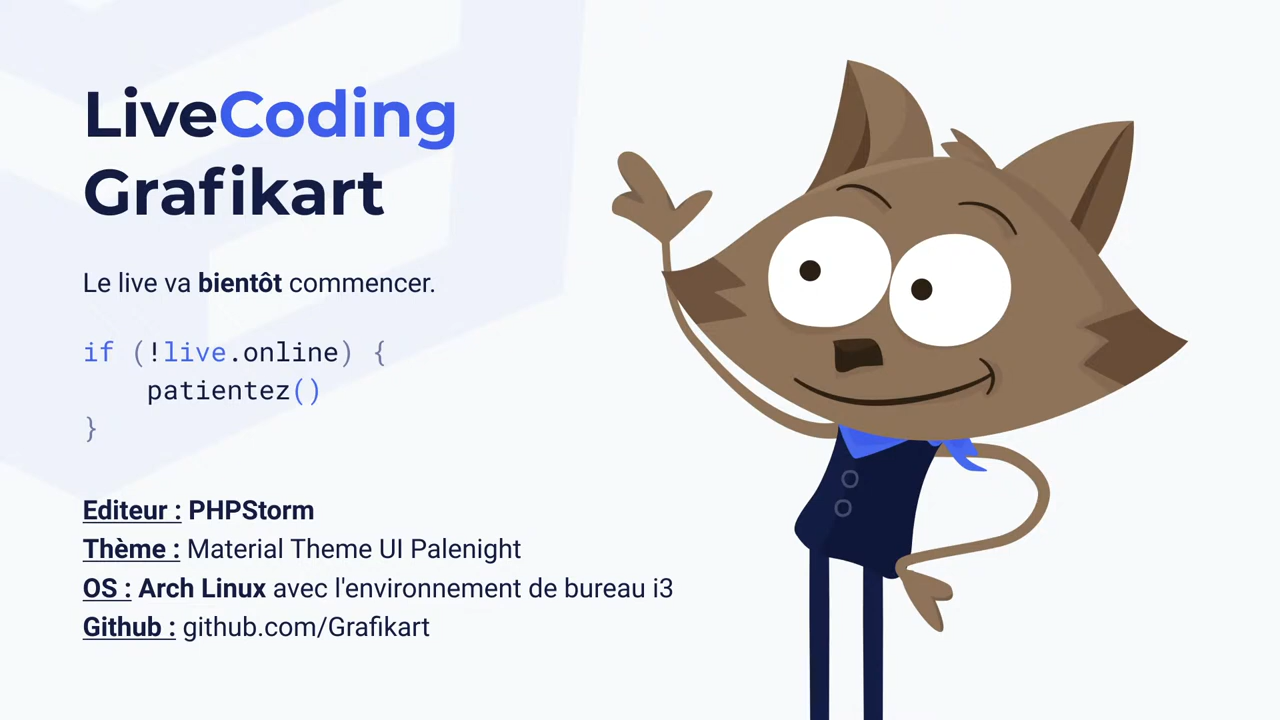 LiveCoding
Grafikart
Le live va bientôt commencer.
if (!live.online) {
    patientez()
}
Editeur : PHPStorm
Thème : Material Theme UI Palenight
OS : Arch Linux avec l'environnement de bureau i3
Github : github.com/Grafikart